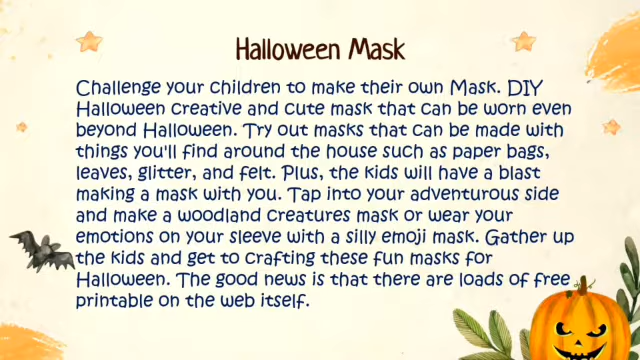 Halloween Mask
Challenge your children to make their own Mask. DIY
Halloween creative and cute mask that can be worn even
beyond Halloween. Try out masks that can be made with
things you'll find around the house such as paper bags,
leaves, glitter, and felt. Plus, the kids will have a blast
making a mask with you. Tap into your adventurous side
and make a woodland creatures mask or wear your
emotions on your sleeve with a silly emoji mask. Gather up
the kids and get to crafting these fun masks for
Halloween. The good news is that there are loads of free
printable on the web itself.